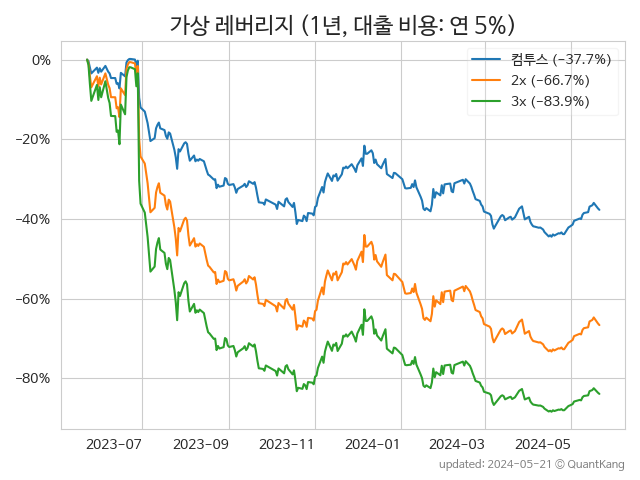 가상 레버리지 (1년, 대출 비용: 연 5%)
컴투스 (−37.7%)
2x (−66.7%)
3x (−83.9%)
0%
−20%
−40%
−60%
−80%
2023-07 2023-09 2023-11 2024-01 2024-03 2024-05
updated: 2024-05-21 © QuantKang